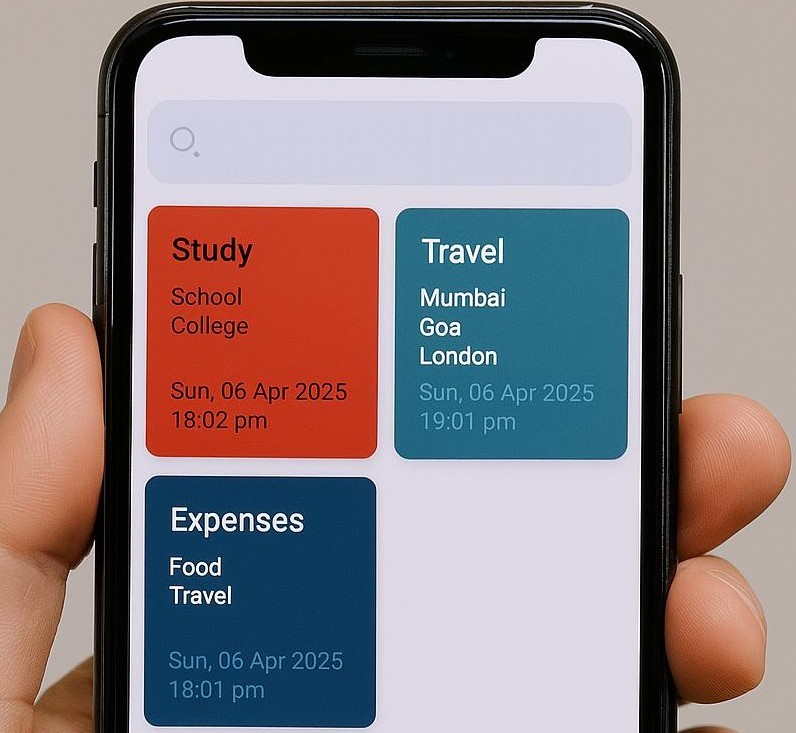 Study
School
College
Sun, 06 Apr 2025
18:02 pm
Travel
Mumbai
Goa
London
Sun, 06 Apr 2025
19:01 pm
Expenses
Food
Travel
Sun, 06 Apr 2025
18:01 pm